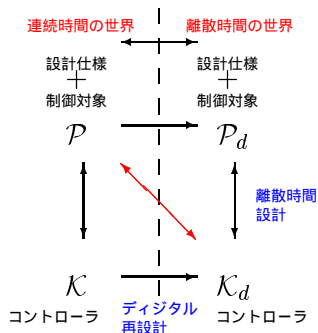 連続時間の世界 離散時間の世界
設計仕様 設計仕様
+ +
制御対象 制御対象
𝒫 𝒫d
離散時間
設計
𝒦 𝒦d
コントローラ ディジタル コントローラ
再設計